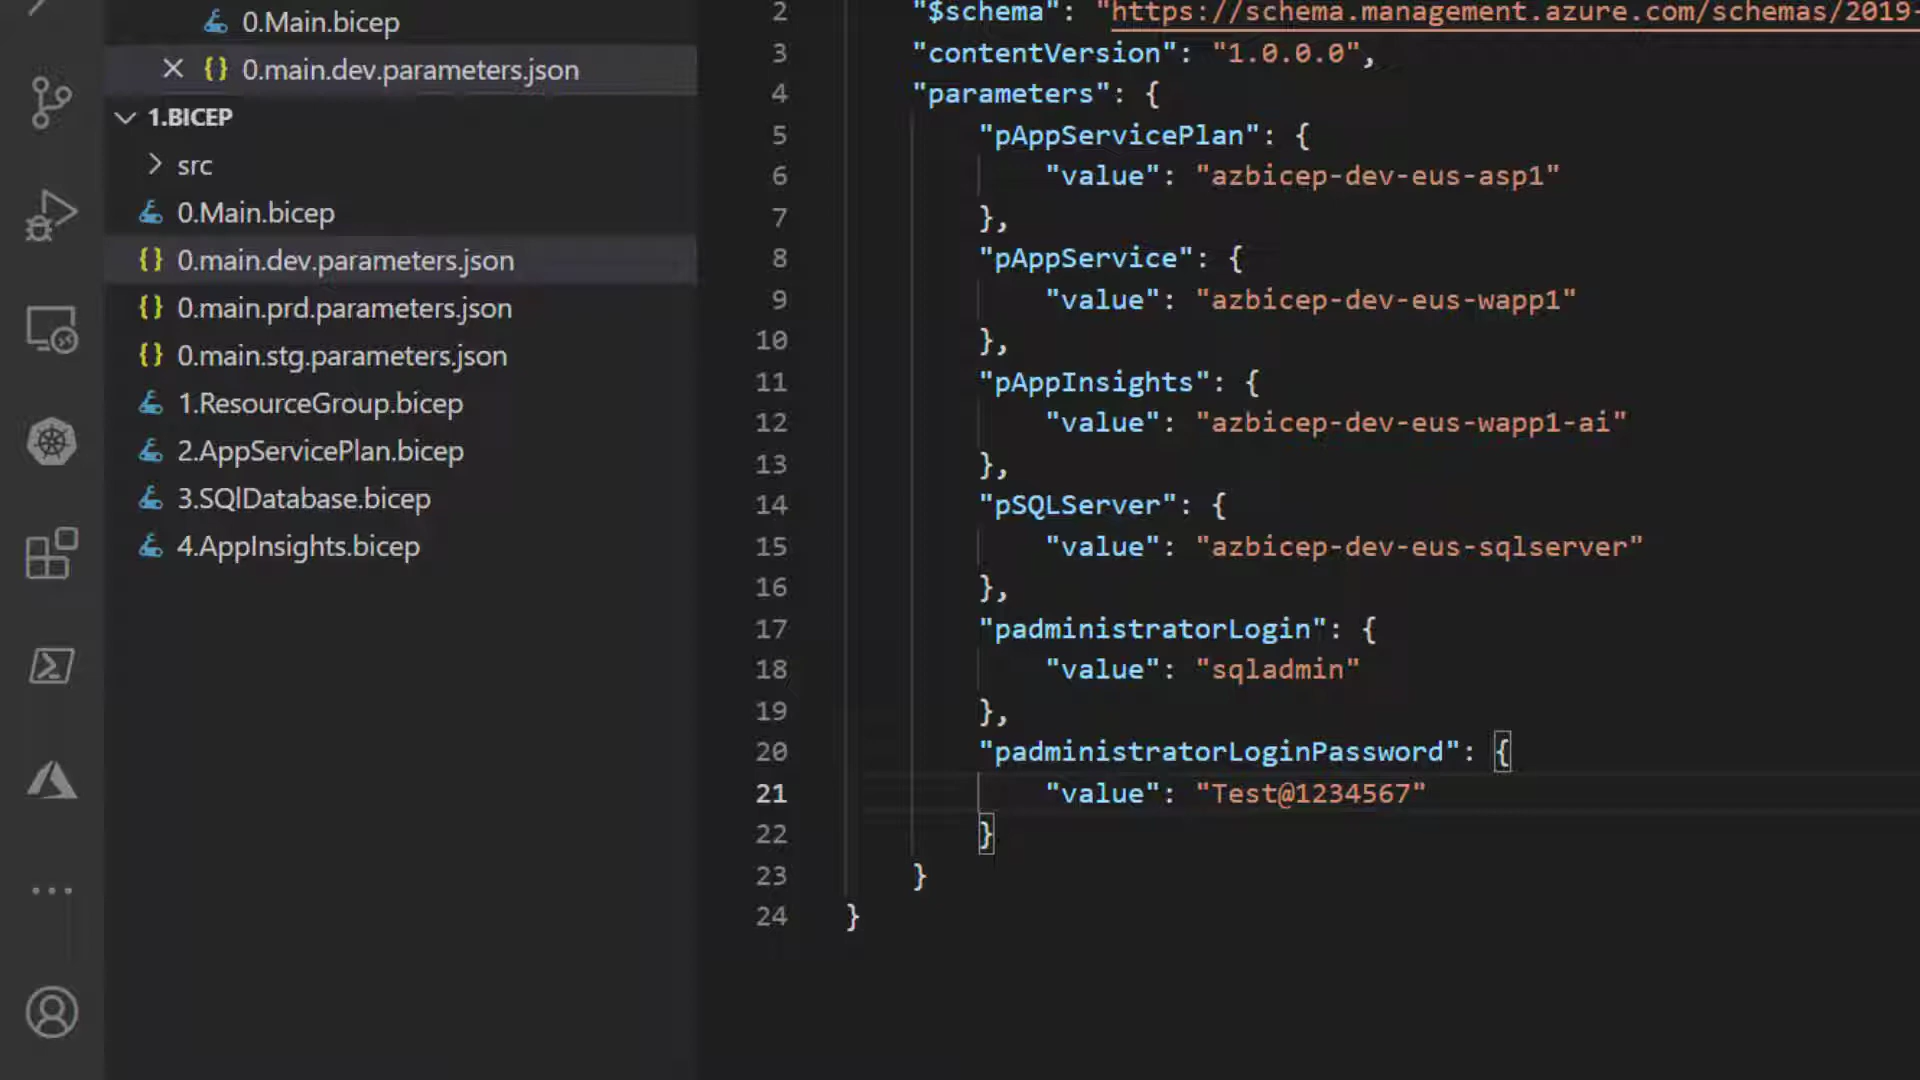 0.Main.bicep
{} 0.main.dev.parameters.json
1.BICEP
src
0.Main.bicep
{} 0.main.dev.parameters.json
{} 0.main.prd.parameters.json
{} 0.main.stg.parameters.json
1.ResourceGroup.bicep
2.AppServicePlan.bicep
3.SQlDatabase.bicep
4.AppInsights.bicep
2 "$schema": "https://schema.management.azure.com/schemas/2019-
3 "contentVersion": "1.0.0.0",
4 "parameters": {
5 "pAppServicePlan": {
6 "value": "azbicep-dev-eus-asp1"
7 },
8 "pAppService": {
9 "value": "azbicep-dev-eus-wapp1"
10 },
11 "pAppInsights": {
12 "value": "azbicep-dev-eus-wapp1-ai"
13 },
14 "pSQLServer": {
15 "value": "azbicep-dev-eus-sqlserver"
16 },
17 "padministratorLogin": {
18 "value": "sqladmin"
19 },
20 "padministratorLoginPassword": {
21 "value": "Test@1234567"
22 }
23 }
24 }